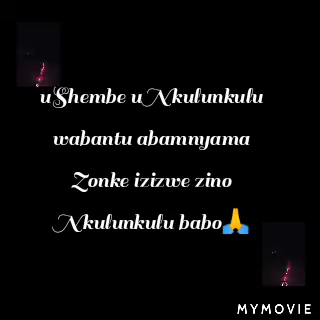 uShembe uNkulunkulu
wabantu abamnyama
Zonke izizwe zino
Nkulunkulu babo🙏
MYMOVIE